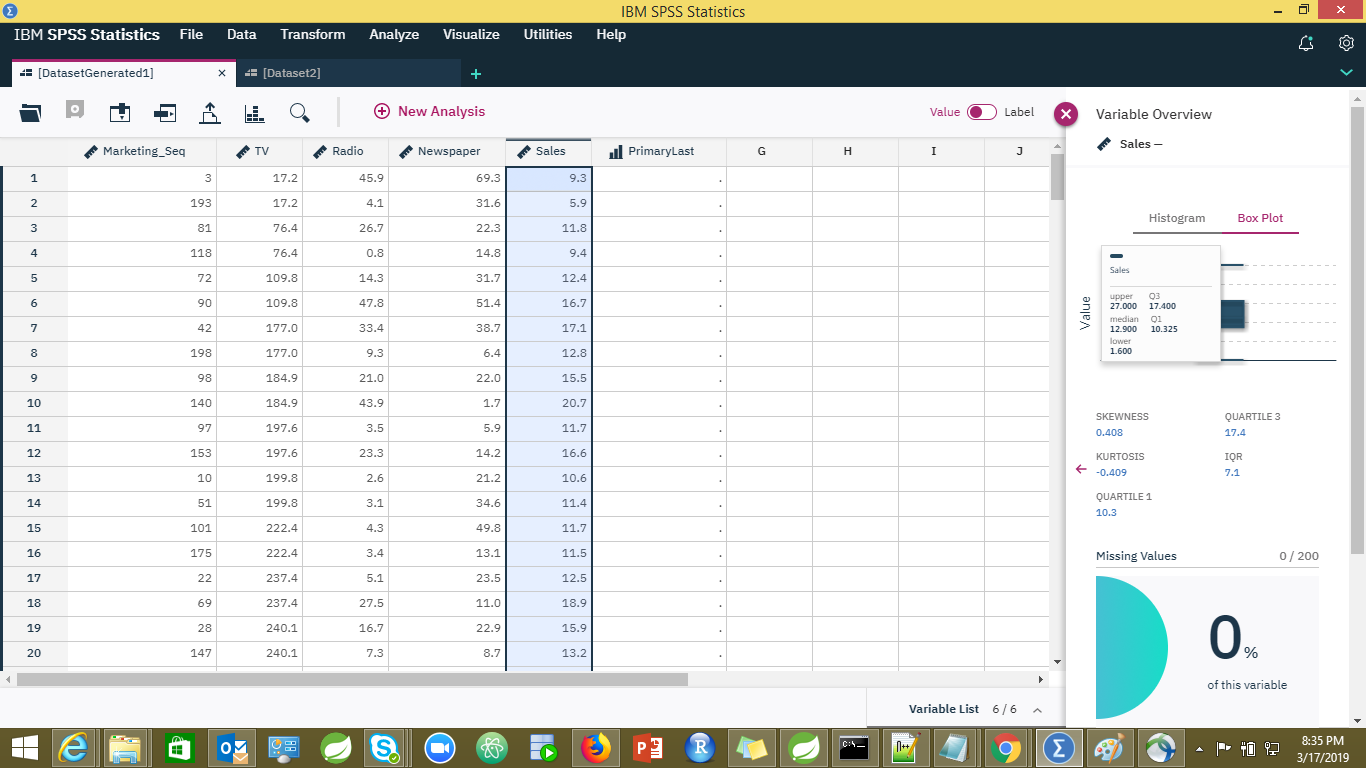 IBM SPSS Statistics
IBM SPSS Statistics File Data Transform Analyze Visualize Utilities Help
[DatasetGenerated1] × [Dataset2] +
New Analysis Value Label
Marketing_Seq TV Radio Newspaper Sales PrimaryLast G H I J
1 3 17.2 45.9 69.3 9.3 .
2 193 17.2 4.1 31.6 5.9 .
3 81 76.4 26.7 22.3 11.8 .
4 118 76.4 0.8 14.8 9.4 .
5 72 109.8 14.3 31.7 12.4 .
6 90 109.8 47.8 51.4 16.7 .
7 42 177.0 33.4 38.7 17.1 .
8 198 177.0 9.3 6.4 12.8 .
9 98 184.9 21.0 22.0 15.5 .
10 140 184.9 43.9 1.7 20.7 .
11 97 197.6 3.5 5.9 11.7 .
12 153 197.6 23.3 14.2 16.6 .
13 10 199.8 2.6 21.2 10.6 .
14 51 199.8 3.1 34.6 11.4 .
15 101 222.4 4.3 49.8 11.7 .
16 175 222.4 3.4 13.1 11.5 .
17 22 237.4 5.1 23.5 12.5 .
18 69 237.4 27.5 11.0 18.9 .
19 28 240.1 16.7 22.9 15.9 .
20 147 240.1 7.3 8.7 13.2 .
Variable List 6 / 6
Variable Overview
Sales —
Histogram Box Plot
Value
Sales
upper Q3
27.000 17.400
median Q1
12.900 10.325
lower
1.600
SKEWNESS QUARTILE 3
0.408 17.4
KURTOSIS IQR
-0.409 7.1
QUARTILE 1
10.3
Missing Values 0 / 200
0%
of this variable
8:35 PM
3/17/2019